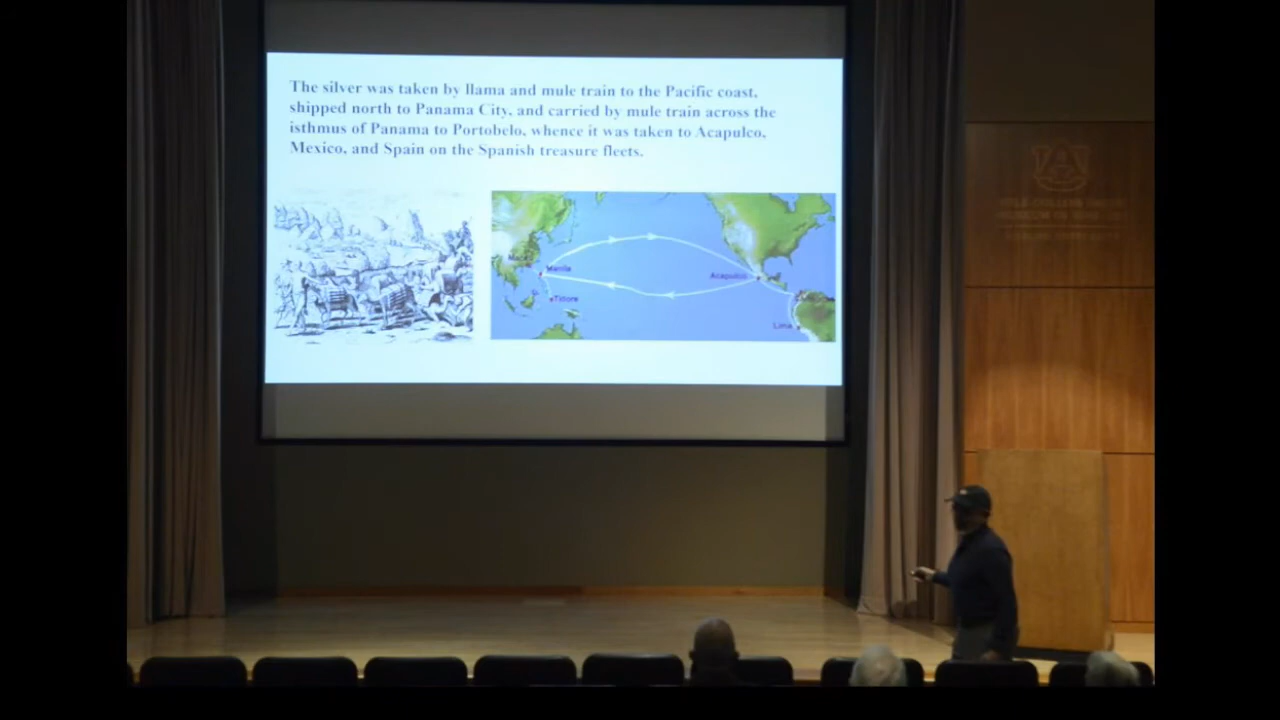 The silver was taken by llama and mule train to the Pacific coast,
shipped north to Panama City, and carried by mule train across the
isthmus of Panama to Portobelo, whence it was taken to Acapulco,
Mexico, and Spain on the Spanish treasure fleets.
Manila
Acapulco
Tidore
Lima
AU